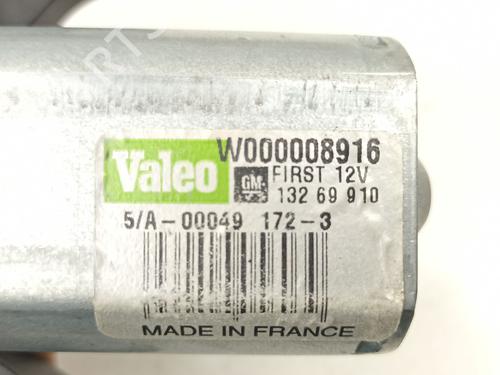 Valeo W000008916
GM FIRST 12V
132 69 910
5/A-00049 172-3
MADE IN FRANCE